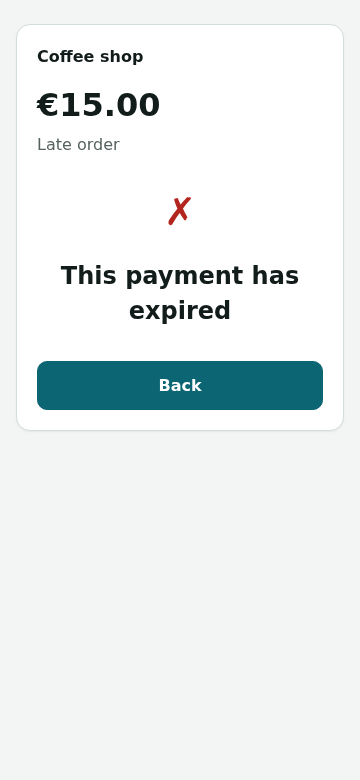 Coffee shop
€15.00
Late order
✗
This payment has
expired
Back